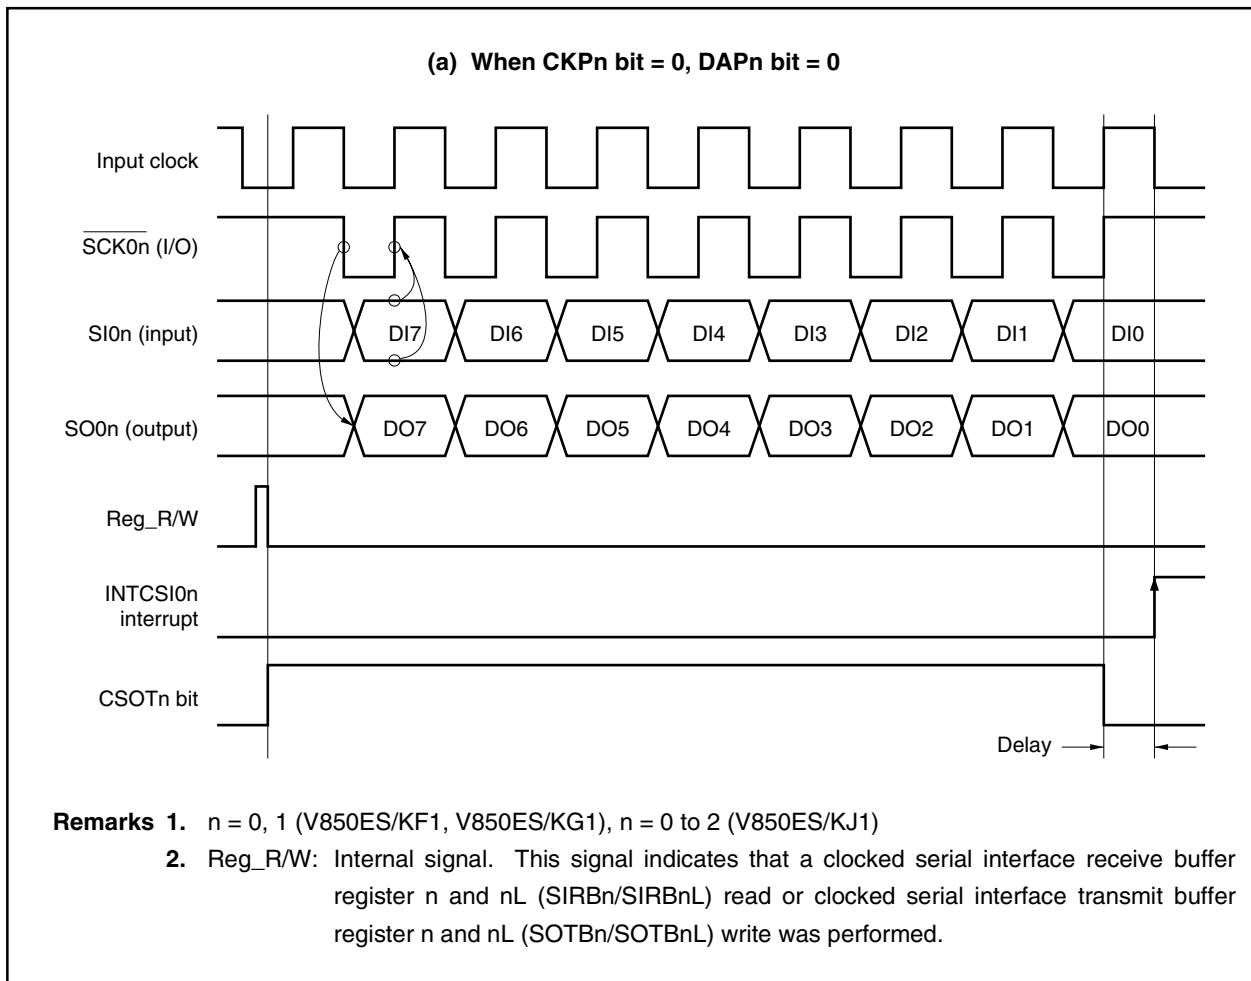 (a) When CKPn bit = 0, DAPn bit = 0
Input clock
SCK0n (I/O)
SI0n (input)
DI7 DI6 DI5 DI4 DI3 DI2 DI1 DI0
SO0n (output)
DO7 DO6 DO5 DO4 DO3 DO2 DO1 DO0
Reg_R/W
INTCSI0n
interrupt
CSOTn bit
Delay
Remarks 1. n = 0, 1 (V850ES/KF1, V850ES/KG1), n = 0 to 2 (V850ES/KJ1)
2. Reg_R/W: Internal signal. This signal indicates that a clocked serial interface receive buffer
register n and nL (SIRBn/SIRBnL) read or clocked serial interface transmit buffer
register n and nL (SOTBn/SOTBnL) write was performed.